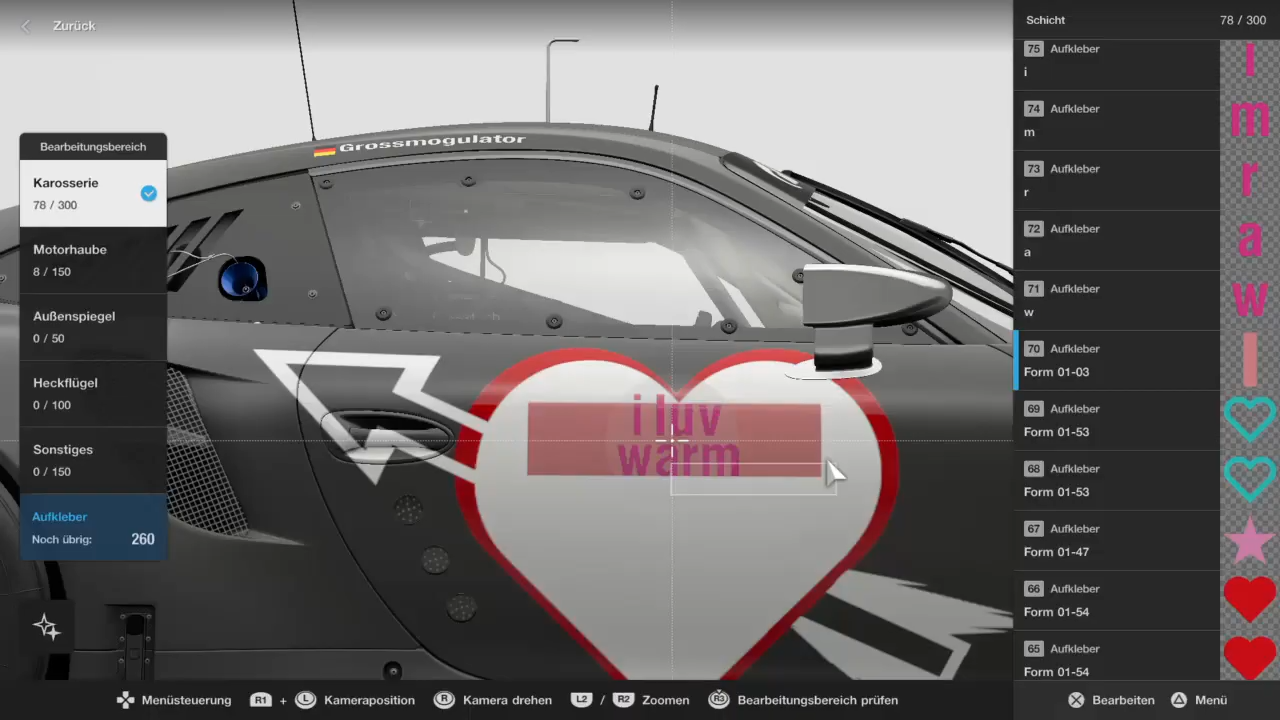 Zurück
Schicht
78 / 300
Grossmogulator
Bearbeitungsbereich
Karosserie
78 / 300
Motorhaube
8 / 150
Außenspiegel
0 / 50
Heckflügel
0 / 100
Sonstiges
0 / 150
Aufkleber
Noch übrig: 260
i luv
warm
75 Aufkleber
i
i
74 Aufkleber
m
m
73 Aufkleber
r
r
72 Aufkleber
a
a
71 Aufkleber
w
w
70 Aufkleber
Form 01-03
69 Aufkleber
Form 01-53
68 Aufkleber
Form 01-53
67 Aufkleber
Form 01-47
66 Aufkleber
Form 01-54
65 Aufkleber
Form 01-54
Menüsteuerung
R1 + L Kameraposition
R Kamera drehen
L2 / R2 Zoomen
R3 Bearbeitungsbereich prüfen
Bearbeiten
Menü